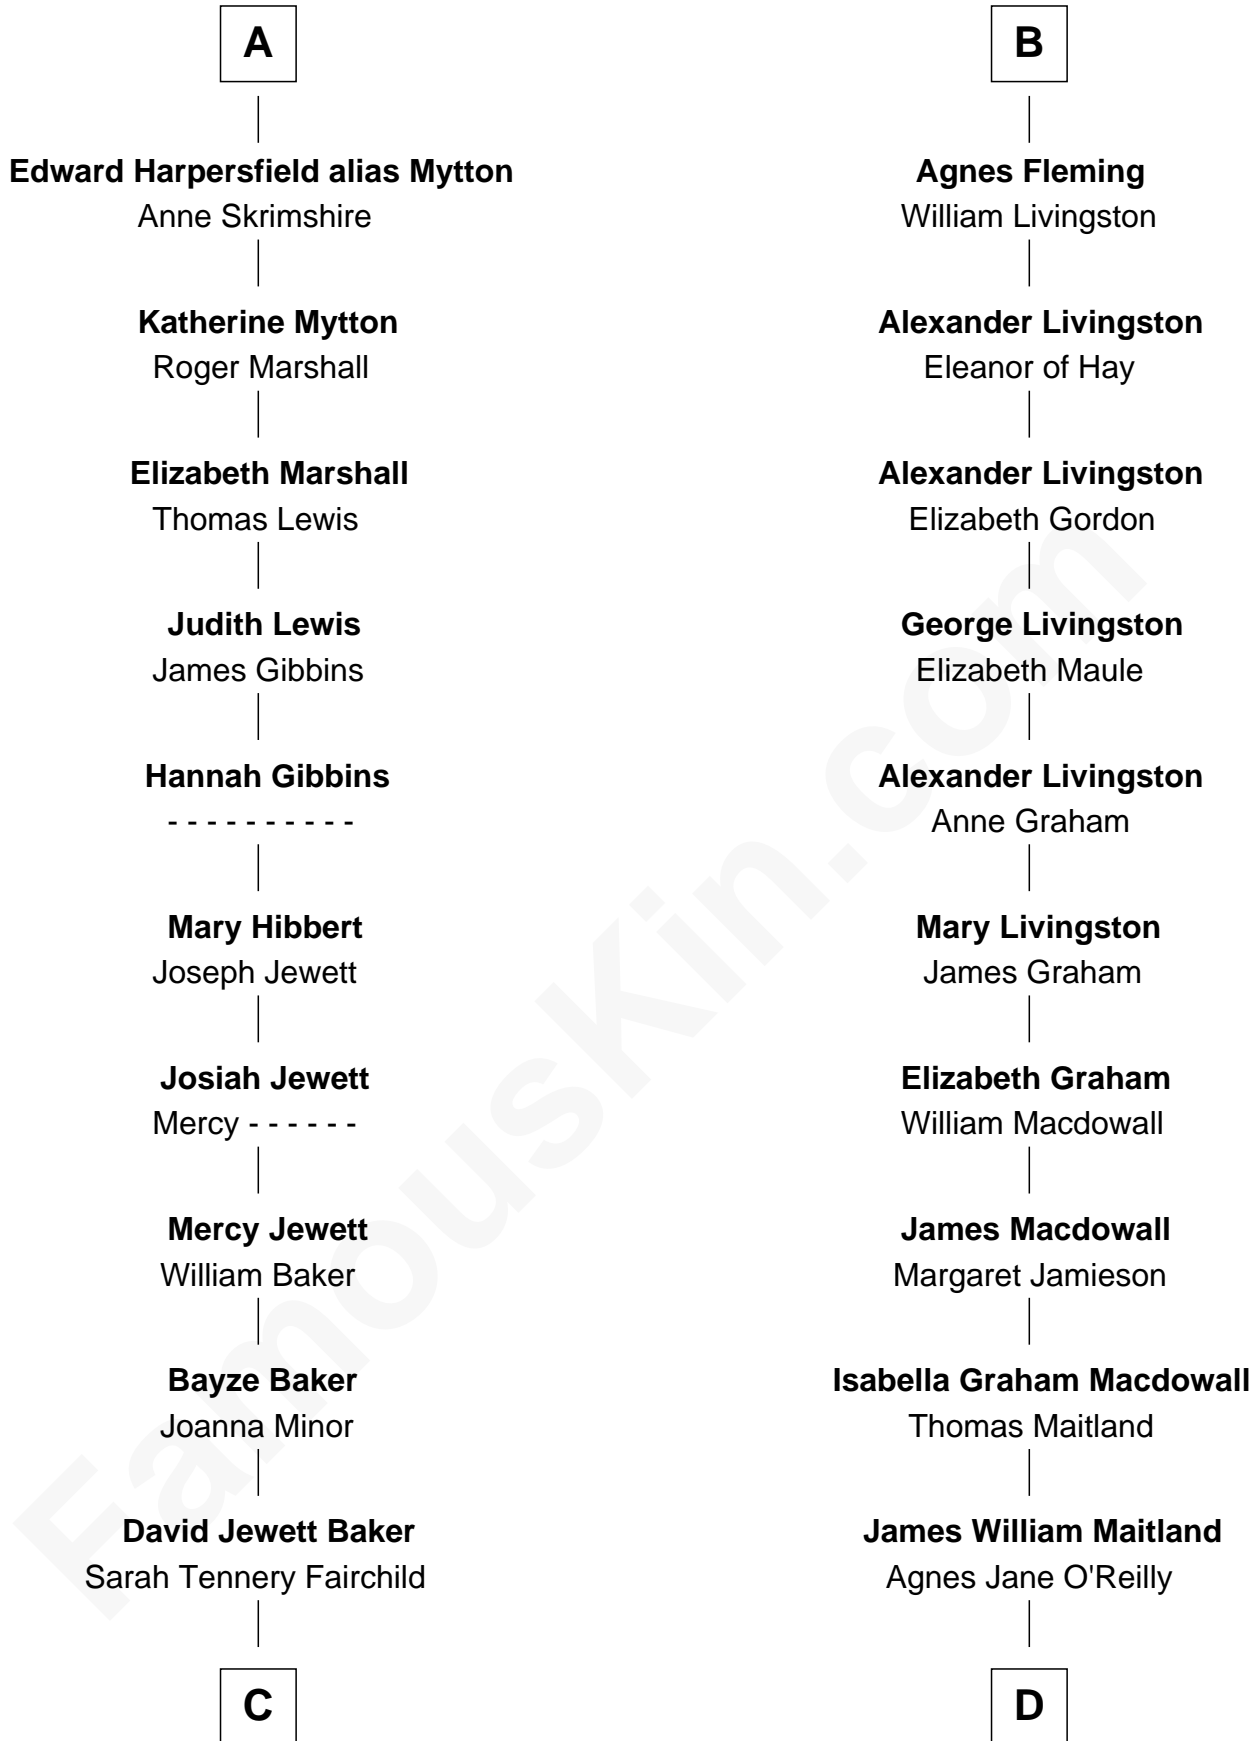 A
Edward Harpersfield alias Mytton
Anne Skrimshire
Katherine Mytton
Roger Marshall
Elizabeth Marshall
Thomas Lewis
Judith Lewis
James Gibbins
Hannah Gibbins
- - - - - - - - - -
Mary Hibbert
Joseph Jewett
Josiah Jewett
Mercy - - - - - -
Mercy Jewett
William Baker
Bayze Baker
Joanna Minor
David Jewett Baker
Sarah Tennery Fairchild
C
B
Agnes Fleming
William Livingston
Alexander Livingston
Eleanor of Hay
Alexander Livingston
Elizabeth Gordon
George Livingston
Elizabeth Maule
Alexander Livingston
Anne Graham
Mary Livingston
James Graham
Elizabeth Graham
William Macdowall
James Macdowall
Margaret Jamieson
Isabella Graham Macdowall
Thomas Maitland
James William Maitland
Agnes Jane O'Reilly
D
FamousKin.com